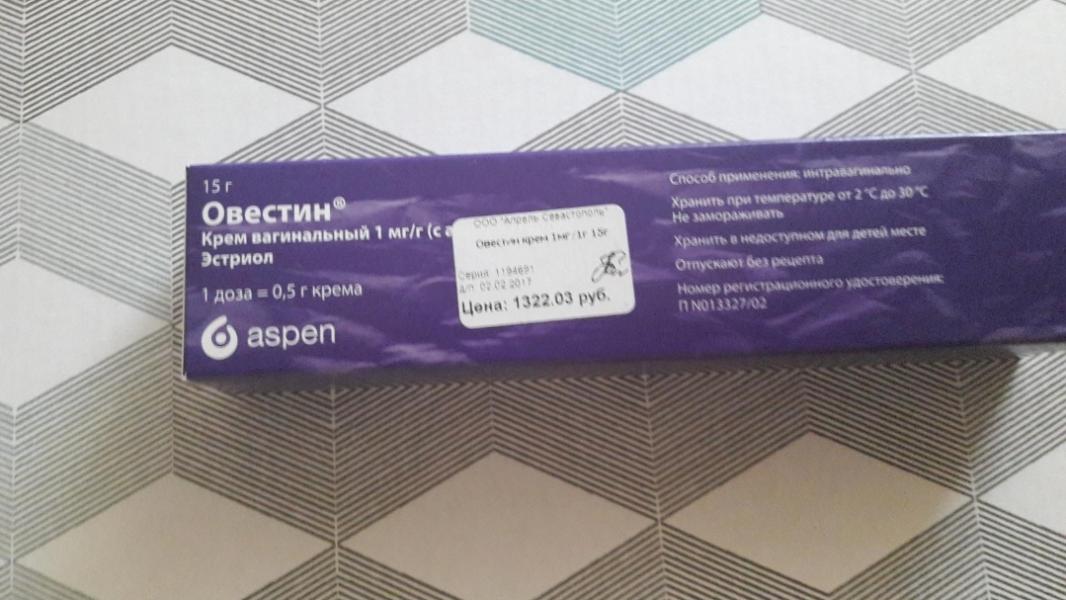 15 г
Овестин®
Крем вагинальный 1 мг/г (с а
Эстриол
1 доза = 0,5 г крема
aspen
ООО "Апрель Севастополь"
Овестин крем 1мг/1г 15г
Серия: 1194691
д/п: 02.02.2017
Цена: 1322.03 руб.
Способ применения: интравагинально
Хранить при температуре от 2 °С до 30 °С
Не замораживать
Хранить в недоступном для детей месте
Отпускают без рецепта
Номер регистрационного удостоверения:
П N013327/02